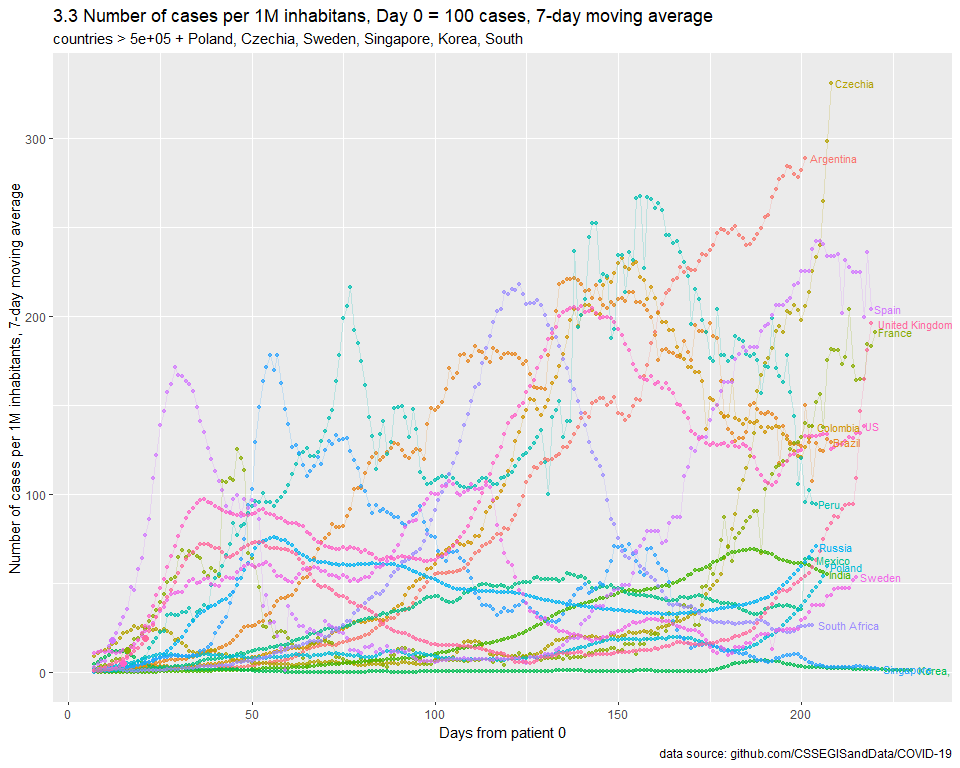 3.3 Number of cases per 1M inhabitans, Day 0 = 100 cases, 7-day moving average
countries > 5e+05 + Poland, Czechia, Sweden, Singapore, Korea, South
Number of cases per 1M inhabitants, 7-day moving average
300
200
100
0
Czechia
Argentina
Spain
United Kingdom
France
Colombia
US
Brazil
Peru
Russia
Mexico
Poland
India
Sweden
South Africa
Singapore
Korea,
0
50
100
150
200
Days from patient 0
data source: github.com/CSSEGISandData/COVID-19